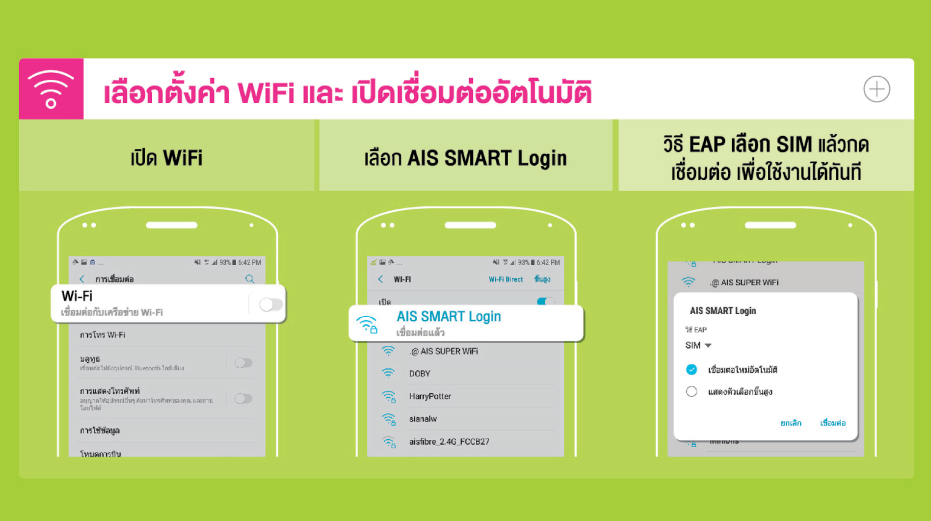 เลือกตั้งค่า WiFi และ เปิดเชื่อมต่ออัตโนมัติ
เปิด WiFi
เลือก AIS SMART Login
วิธี EAP เลือก SIM แล้วกด
เชื่อมต่อ เพื่อใช้งานได้ทันที
93% 6:42 PM
การเชื่อมต่อ
Wi-Fi
เชื่อมต่อกับเครือข่าย Wi-Fi
การโทร Wi-Fi
บลูทูธ
การแสดงโทรศัพท์
การใช้ข้อมูล
โหมดการบิน
93% 6:42 PM
Wi-Fi
Wi-Fi Direct
ขั้นสูง
เปิด
AIS SMART Login
เชื่อมต่อแล้ว
.@ AIS SUPER WiFi
DOBY
HarryPotter
sianalw
aisfibre_2.4G_FCCB27
.@ AIS SUPER WiFi
AIS SMART Login
วิธี EAP
SIM
เชื่อมต่อใหม่อัตโนมัติ
แสดงตัวเลือกขั้นสูง
ยกเลิก
เชื่อมต่อ